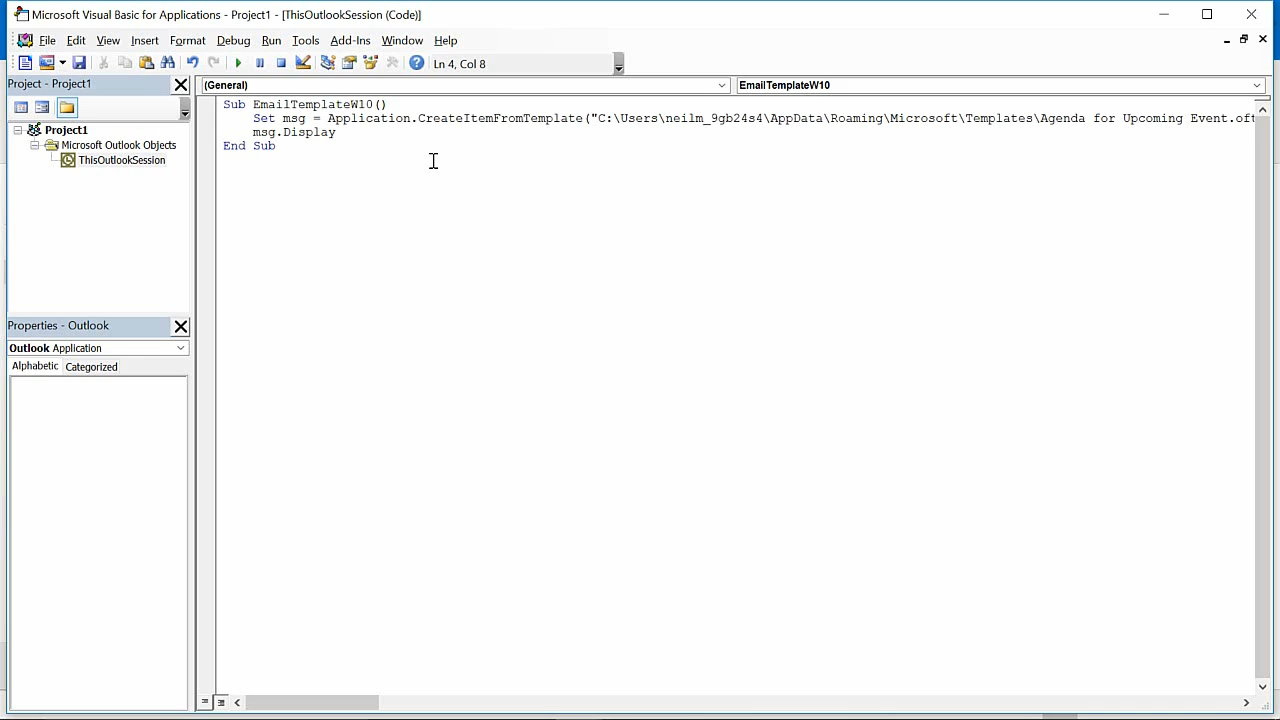 Microsoft Visual Basic for Applications - Project1 - [ThisOutlookSession (Code)]
File Edit View Insert Format Debug Run Tools Add-Ins Window Help
Ln 4, Col 8
Project - Project1
(General) EmailTemplateW10
Sub EmailTemplateW10()
Set msg = Application.CreateItemFromTemplate("C:\Users\neilm_9gb24s4\AppData\Roaming\Microsoft\Templates\Agenda for Upcoming Event.oft
msg.Display
End Sub
Project1
Microsoft Outlook Objects
ThisOutlookSession
Properties - Outlook
Outlook Application
Alphabetic Categorized